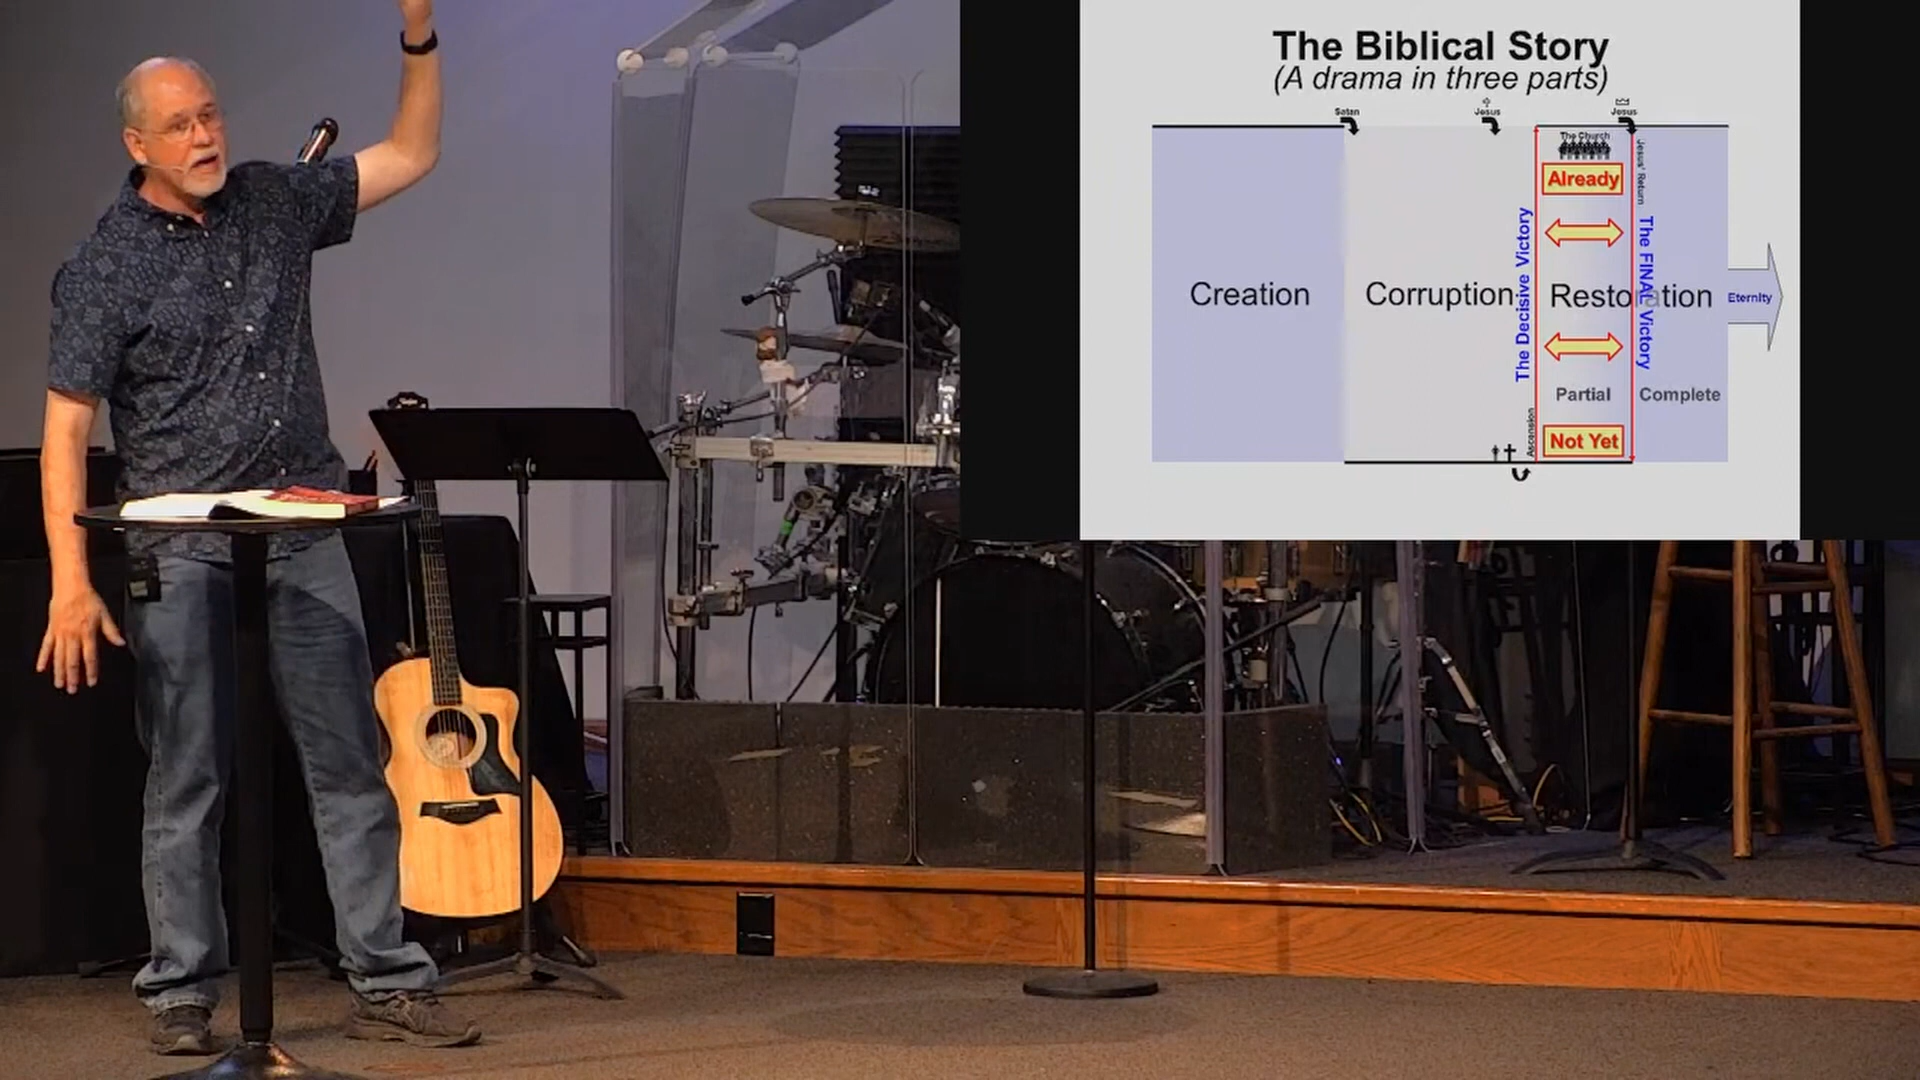 The Biblical Story
(A drama in three parts)
Satan
Jesus
Jesus
The Church
Already
Jesus' Return
The Decisive Victory
The FINAL Victory
Creation
Corruption
Restoration
Eternity
Partial
Complete
Ascension
Not Yet